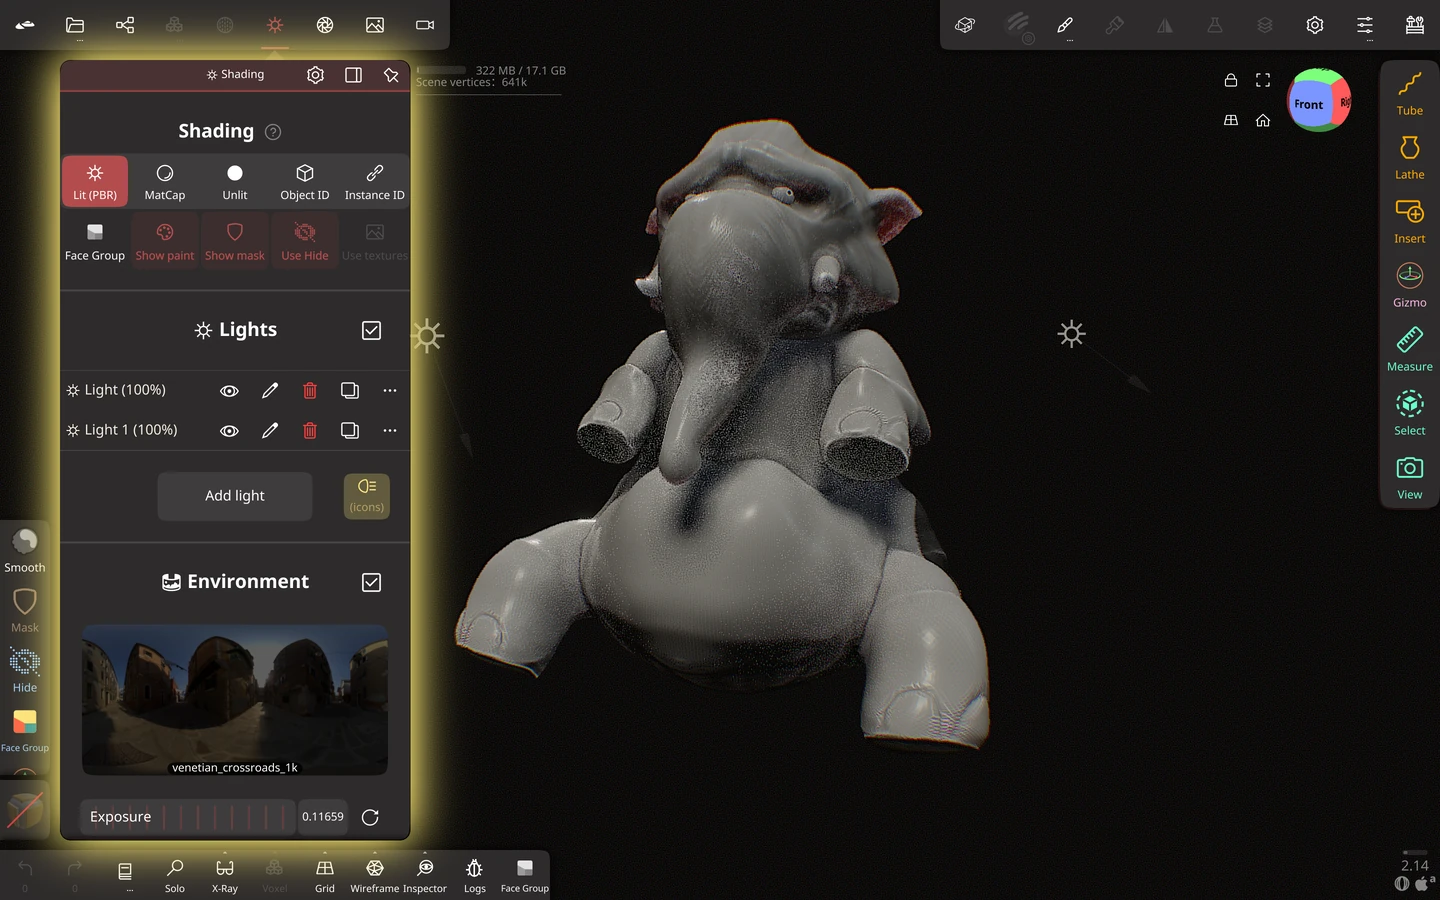 Shading
322 MB / 17.1 GB
Scene vertices: 641k
Front
Shading
Lit (PBR)
MatCap
Unlit
Object ID
Instance ID
Face Group
Show paint
Show mask
Use Hide
Use textures
Lights
Light (100%)
Light 1 (100%)
Add light
(icons)
Environment
venetian_crossroads_1k
Exposure
0.11659
Smooth
Mask
Hide
Face Group
Tube
Lathe
Insert
Gizmo
Measure
Select
View
0
0
...
Solo
X-Ray
Voxel
Grid
Wireframe
Inspector
Logs
Face Group
2.14
a